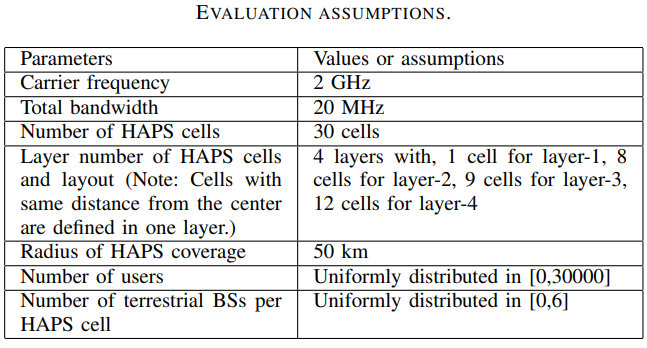 EVALUATION ASSUMPTIONS.
Parameters Values or assumptions
Carrier frequency 2 GHz
Total bandwidth 20 MHz
Number of HAPS cells 30 cells
Layer number of HAPS cells 4 layers with, 1 cell for layer-1, 8
and layout (Note: Cells with cells for layer-2, 9 cells for layer-3,
same distance from the center 12 cells for layer-4
are defined in one layer.)
Radius of HAPS coverage 50 km
Number of users Uniformly distributed in [0,30000]
Number of terrestrial BSs per Uniformly distributed in [0,6]
HAPS cell